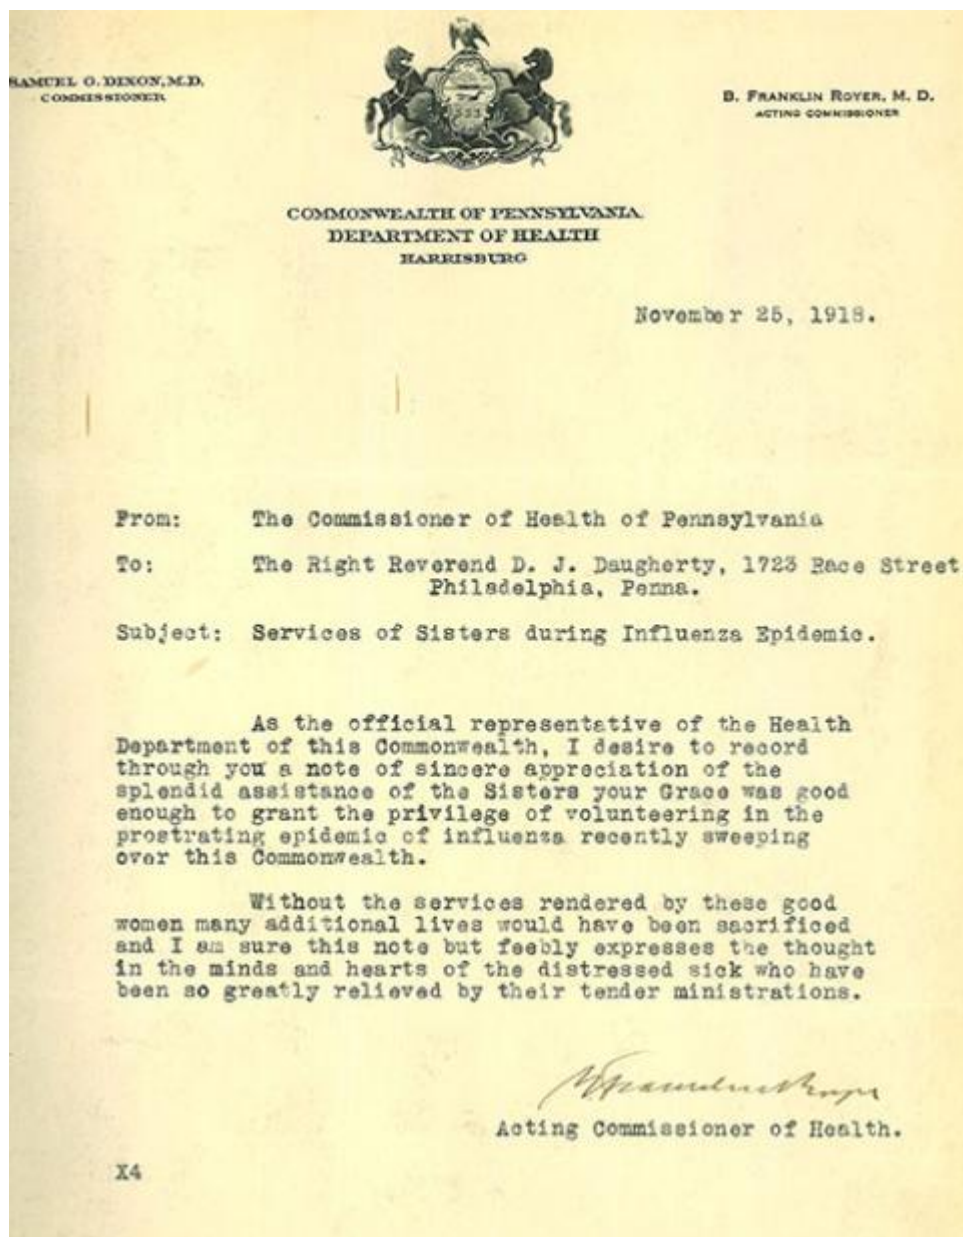 SAMUEL G. DIXON, M.D.
COMMISSIONER
B. FRANKLIN ROYER, M. D.
ACTING COMMISSIONER
COMMONWEALTH OF PENNSYLVANIA
DEPARTMENT OF HEALTH
HARRISBURG
November 25, 1918.
From: The Commissioner of Health of Pennsylvania
To: The Right Reverend D. J. Daugherty, 1723 Race Street
Philadelphia, Penna.
Subject: Services of Sisters during Influenza Epidemic.
As the official representative of the Health
Department of this Commonwealth, I desire to record
through you a note of sincere appreciation of the
splendid assistance of the Sisters your Grace was good
enough to grant the privilege of volunteering in the
prostrating epidemic of influenza recently sweeping
over this Commonwealth.
Without the services rendered by these good
women many additional lives would have been sacrificed
and I am sure this note but feebly expresses the thought
in the minds and hearts of the distressed sick who have
been so greatly relieved by their tender ministrations.
B Franklin Royer
Acting Commissioner of Health.
X4